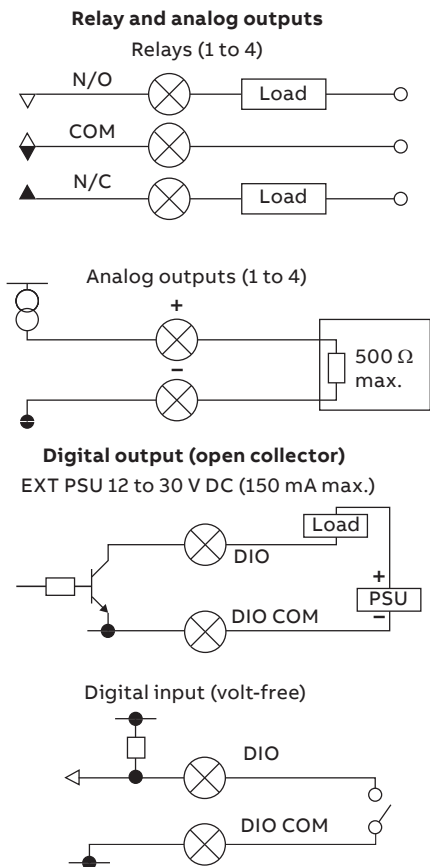 Relay and analog outputs
Relays (1 to 4)
N/O
Load
COM
N/C
Load
Analog outputs (1 to 4)
+
–
500 Ω
max.
Digital output (open collector)
EXT PSU 12 to 30 V DC (150 mA max.)
Load
DIO
+
PSU
–
DIO COM
Digital input (volt-free)
DIO
DIO COM